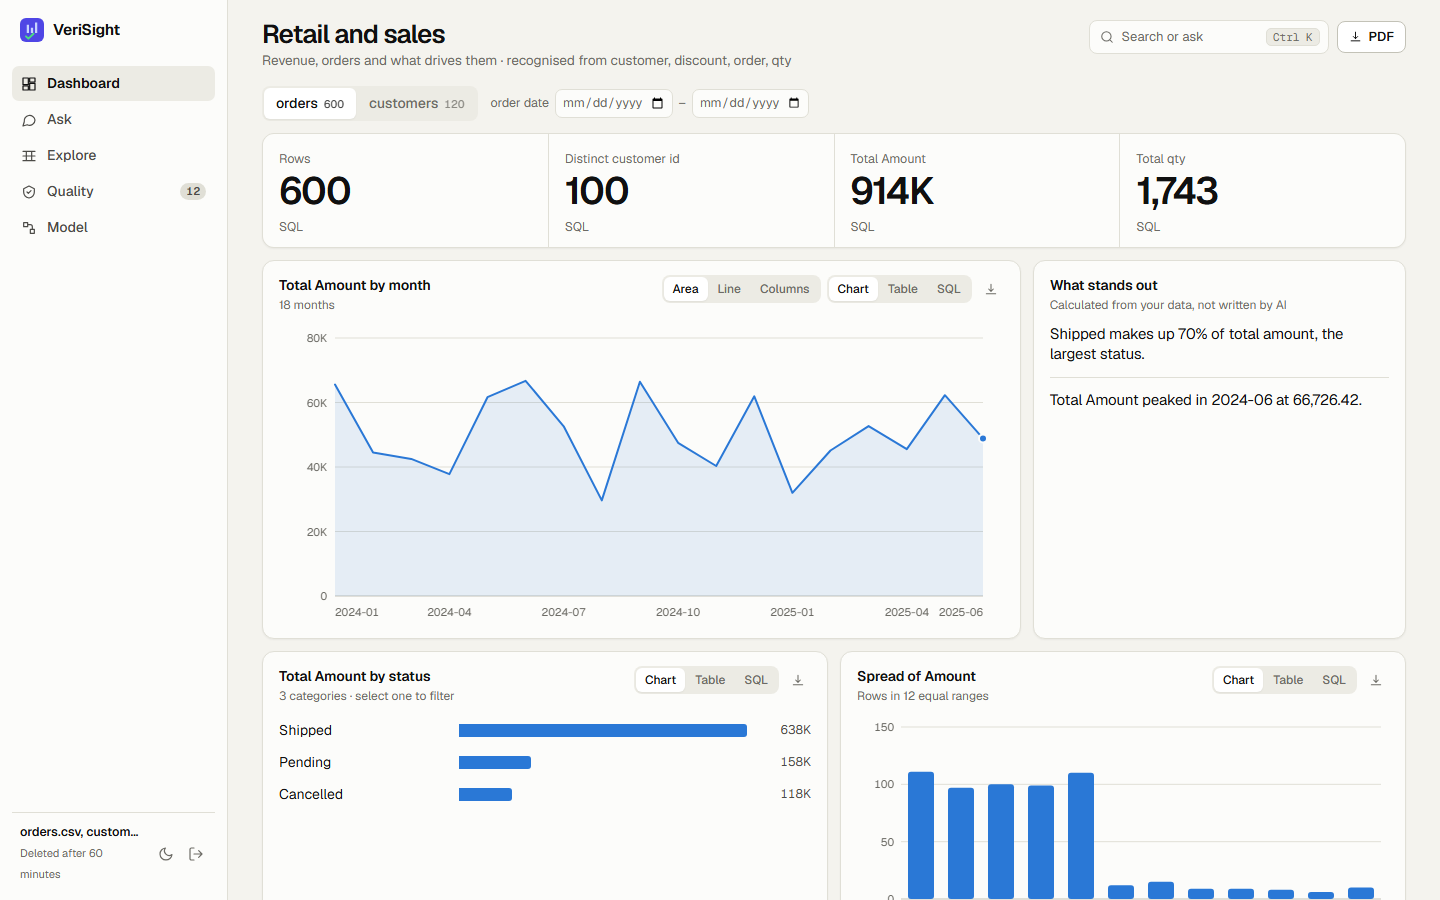 VeriSight
Dashboard
Ask
Explore
Quality 12
Model
orders.csv, custom...
Deleted after 60
minutes
Retail and sales
Revenue, orders and what drives them · recognised from customer, discount, order, qty
Search or ask Ctrl K
PDF
orders 600 customers 120 order date mm/dd/yyyy – mm/dd/yyyy
Rows
600
SQL
Distinct customer id
100
SQL
Total Amount
914K
SQL
Total qty
1,743
SQL
Total Amount by month
18 months
Area Line Columns Chart Table SQL
80K
60K
40K
20K
0
2024-01 2024-04 2024-07 2024-10 2025-01 2025-04 2025-06
What stands out
Calculated from your data, not written by AI
Shipped makes up 70% of total amount, the
largest status.
Total Amount peaked in 2024-06 at 66,726.42.
Total Amount by status
3 categories · select one to filter
Chart Table SQL
Shipped 638K
Pending 158K
Cancelled 118K
Spread of Amount
Rows in 12 equal ranges
Chart Table SQL
150
100
50
0